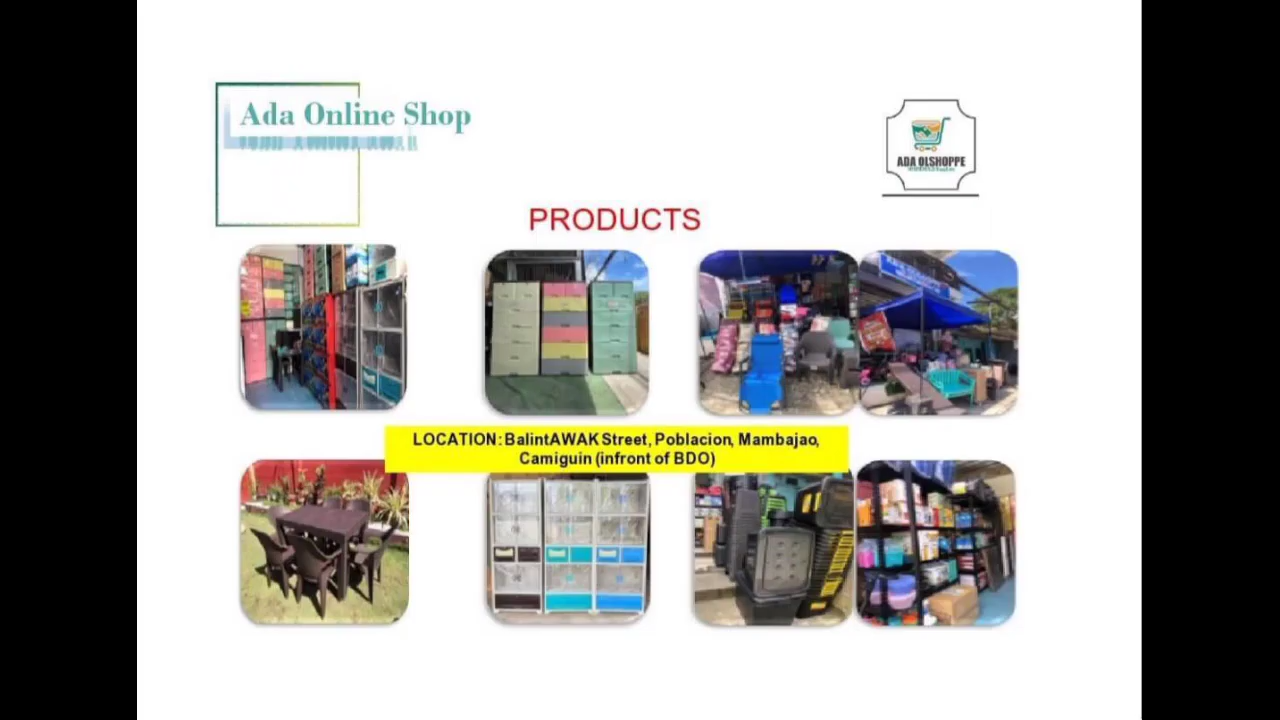 Ada Online Shop
ADA OLSHOPPE
PRODUCTS
LOCATION: BalintAWAK Street, Poblacion, Mambajao,
Camiguin (infront of BDO)